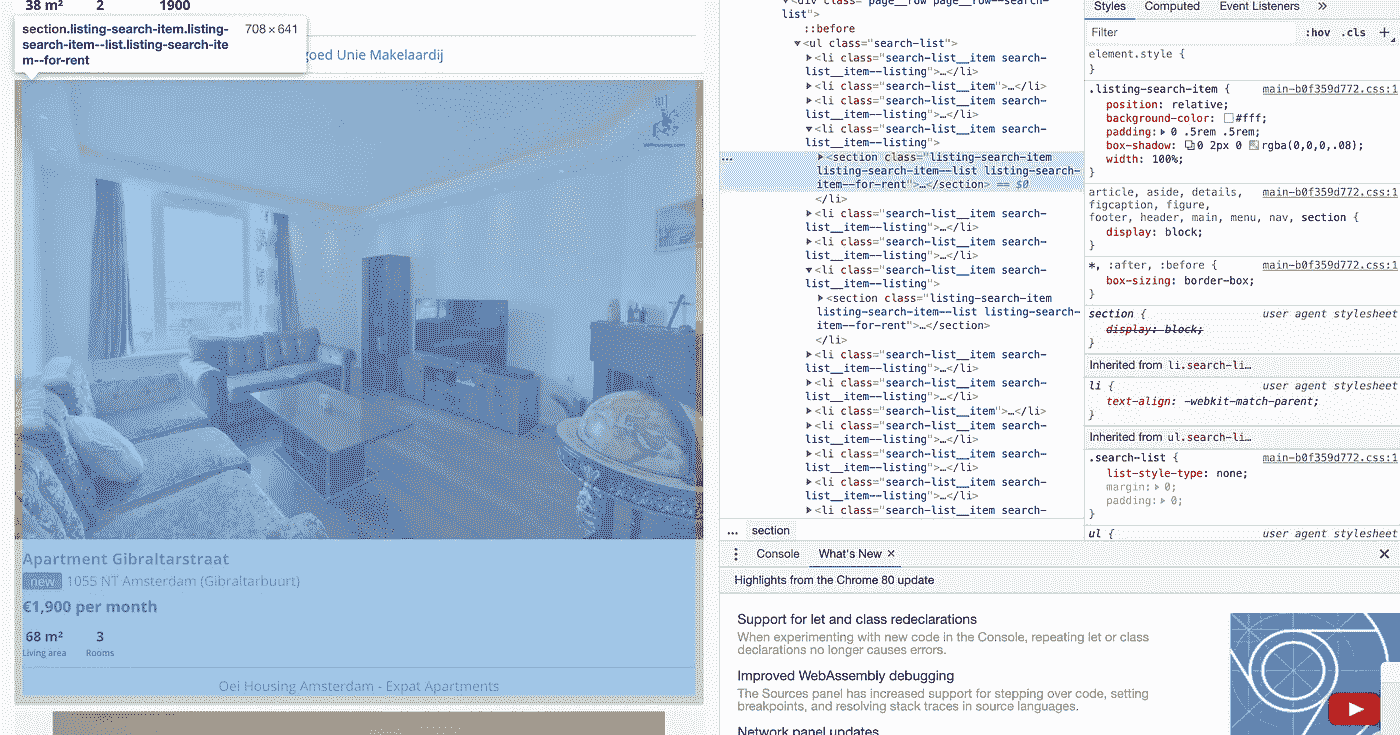 38 m² 2 1900
section.listing-search-item.listing- 708 × 641
search-item--list.listing-search-ite
m--for-rent
goed Unie Makelaardij
Apartment Gibraltarstraat
new 1055 NT Amsterdam (Gibraltarbuurt)
€1,900 per month
68 m² 3
Living area Rooms
Oei Housing Amsterdam - Expat Apartments
<div class="page__row page__row--search-
list">
::before
▼<ul class="search-list">
▶<li class="search-list__item search-
list__item--listing">…</li>
▶<li class="search-list__item">…</li>
▶<li class="search-list__item search-
list__item--listing">…</li>
▼<li class="search-list__item search-
list__item--listing">
… ▶<section class="listing-search-item
listing-search-item--list listing-search-
item--for-rent">…</section> == $0
</li>
▶<li class="search-list__item search-
list__item--listing">…</li>
▶<li class="search-list__item search-
list__item--listing">…</li>
▼<li class="search-list__item search-
list__item--listing">
▶<section class="listing-search-item
listing-search-item--list listing-search-
item--for-rent">…</section>
</li>
▶<li class="search-list__item search-
list__item--listing">…</li>
▶<li class="search-list__item search-
list__item--listing">…</li>
▶<li class="search-list__item">…</li>
▶<li class="search-list__item search-
list__item--listing">…</li>
▶<li class="search-list__item search-
list__item--listing">…</li>
▶<li class="search-list__item search-
list__item--listing">…</li>
▶<li class="search-list__item search-
… section
Styles Computed Event Listeners »
Filter :hov .cls +
element.style {
}
.listing-search-item { main-b0f359d772.css:1
position: relative;
background-color: #fff;
padding:▶ 0 .5rem .5rem;
box-shadow: 0 2px 0 rgba(0,0,0,.08);
width: 100%;
}
article, aside, details, main-b0f359d772.css:1
figcaption, figure,
footer, header, main, menu, nav, section {
display: block;
}
*, :after, :before { main-b0f359d772.css:1
box-sizing: border-box;
}
section { user agent stylesheet
display: block;
}
Inherited from li.search-li…
li { user agent stylesheet
text-align: -webkit-match-parent;
}
Inherited from ul.search-li…
.search-list { main-b0f359d772.css:1
list-style-type: none;
margin:▶ 0;
padding:▶ 0;
}
ul { user agent stylesheet
Console What's New ×
Highlights from the Chrome 80 update
Support for let and class redeclarations
When experimenting with new code in the Console, repeating let or class
declarations no longer causes errors.
Improved WebAssembly debugging
The Sources panel has increased support for stepping over code, setting
breakpoints, and resolving stack traces in source languages.
Network panel updates